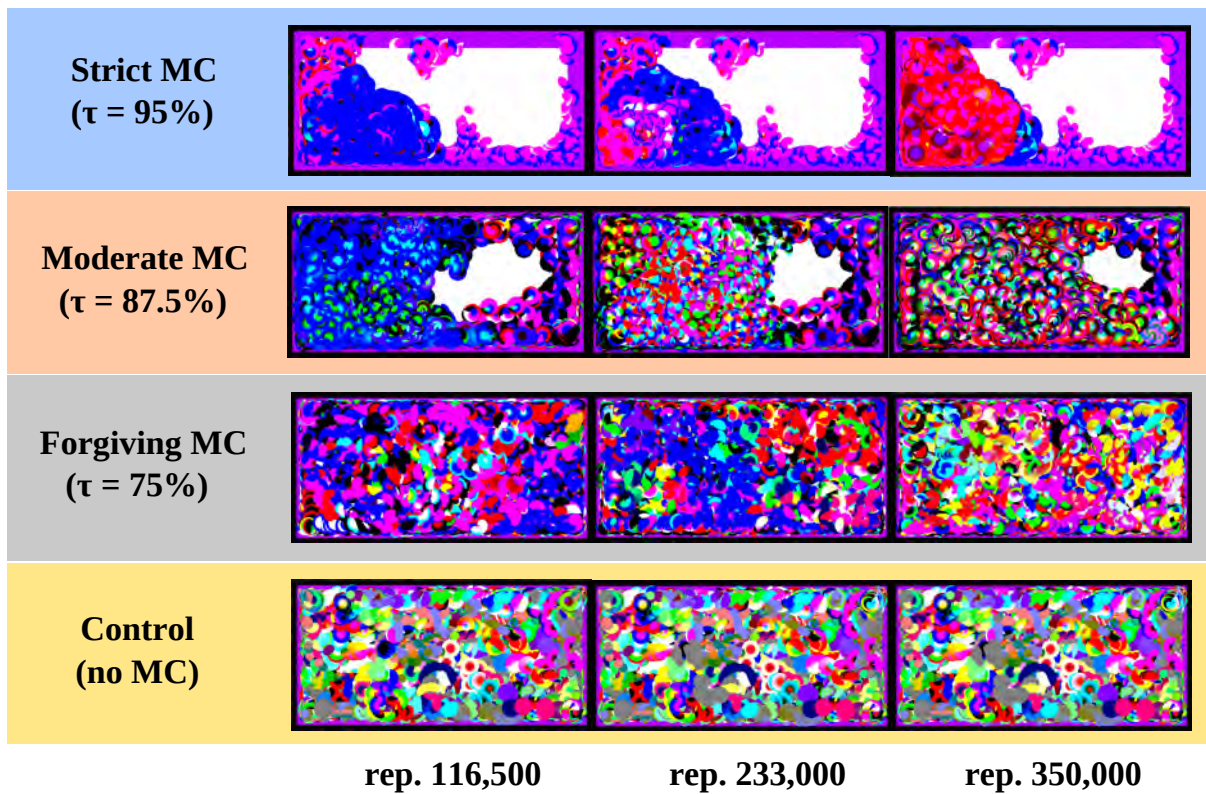 Strict MC
(τ = 95%)
Moderate MC
(τ = 87.5%)
Forgiving MC
(τ = 75%)
Control
(no MC)
rep. 116,500 rep. 233,000 rep. 350,000